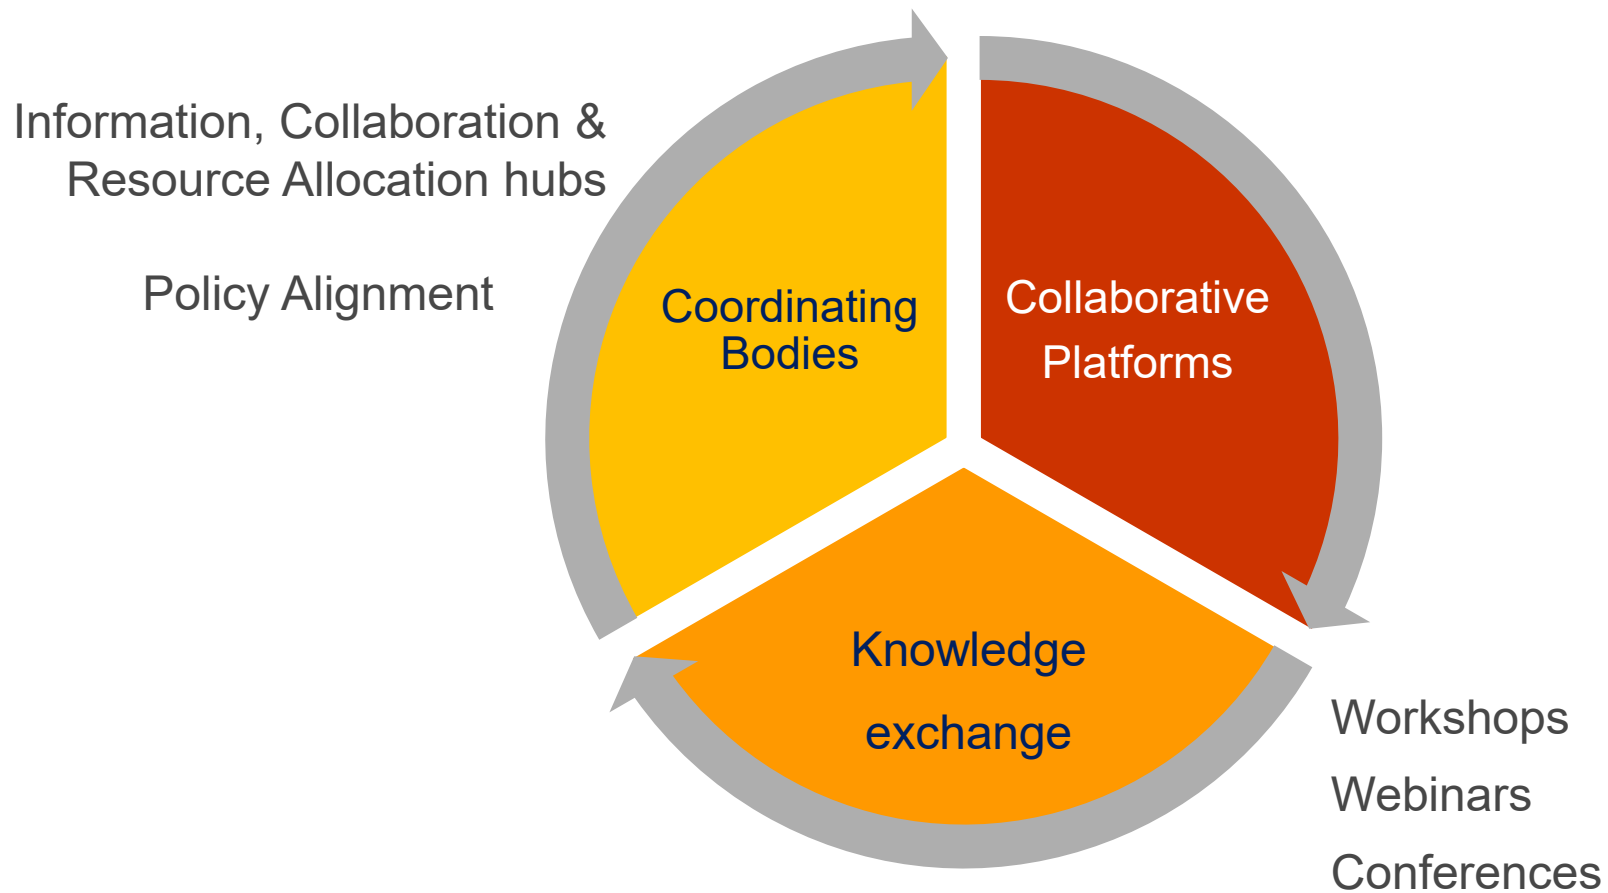 Information, Collaboration &
Resource Allocation hubs
Policy Alignment
Coordinating
Bodies
Collaborative
Platforms
Knowledge
exchange
Workshops
Webinars
Conferences